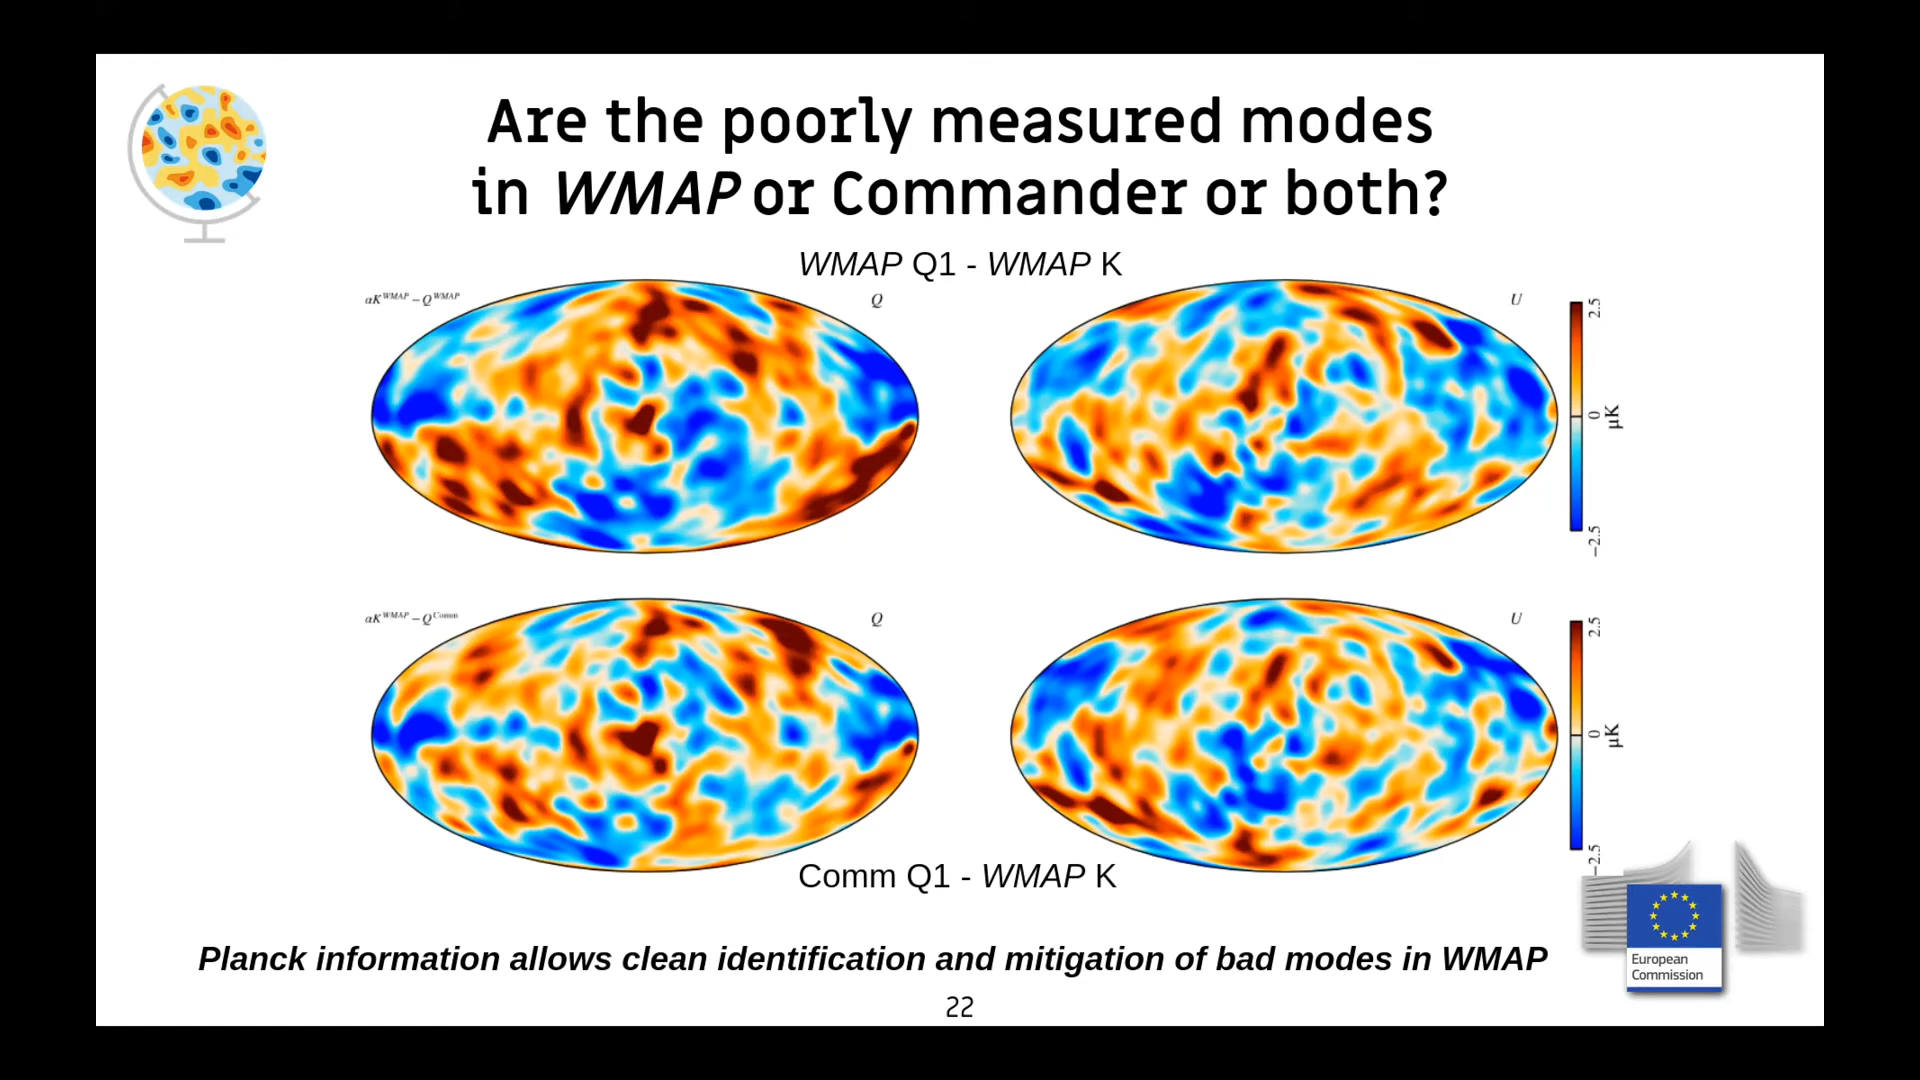 Are the poorly measured modes
in WMAP or Commander or both?
WMAP Q1 - WMAP K
αK^WMAP − Q^WMAP
Q
U
2.5
0
μK
−2.5
αK^WMAP − Q^Comm
Q
U
2.5
0
μK
−2.5
Comm Q1 - WMAP K
Planck information allows clean identification and mitigation of bad modes in WMAP
European
Commission
22